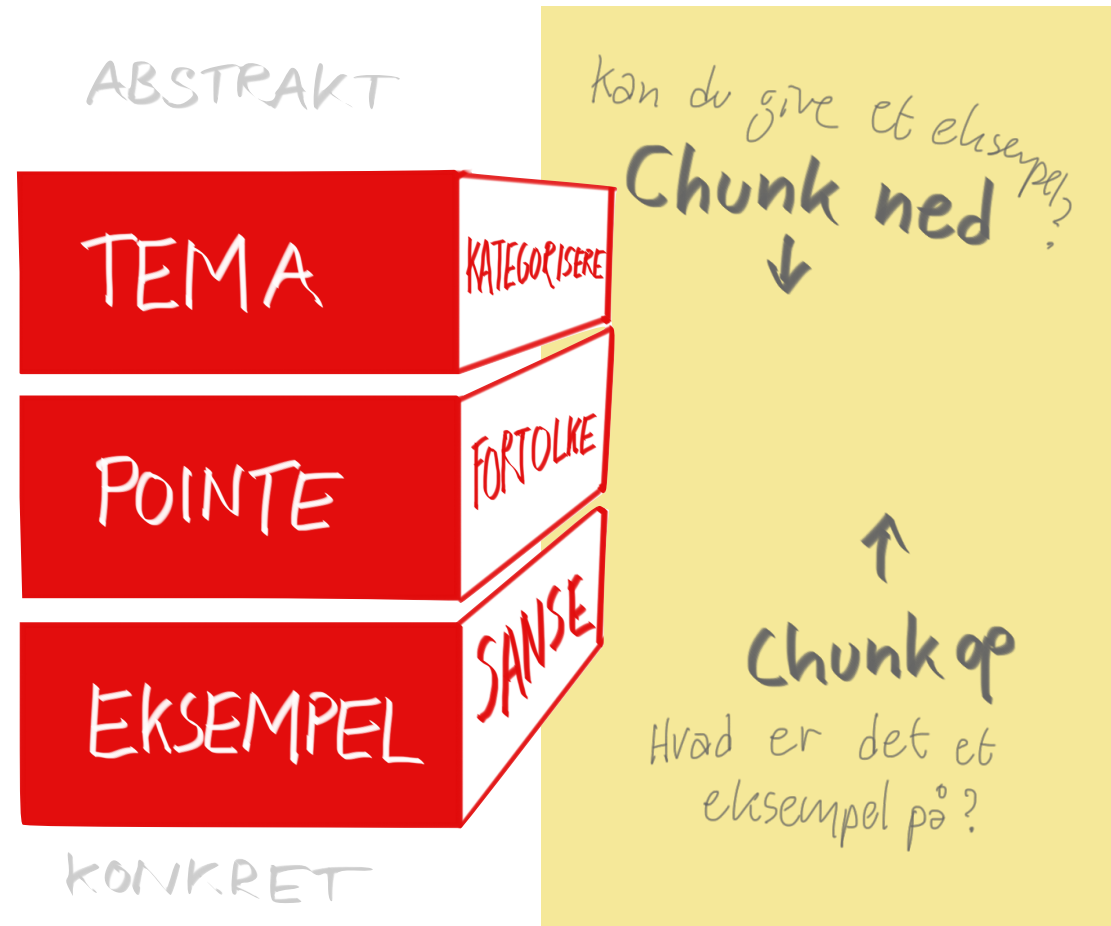 ABSTRAKT
TEMA
KATEGORISERE
POINTE
FORTOLKE
EKSEMPEL
SANSE
KONKRET
kan du give et eksempel?
Chunk ned
↓
↑
Chunk op
Hvad er det et
eksempel på?